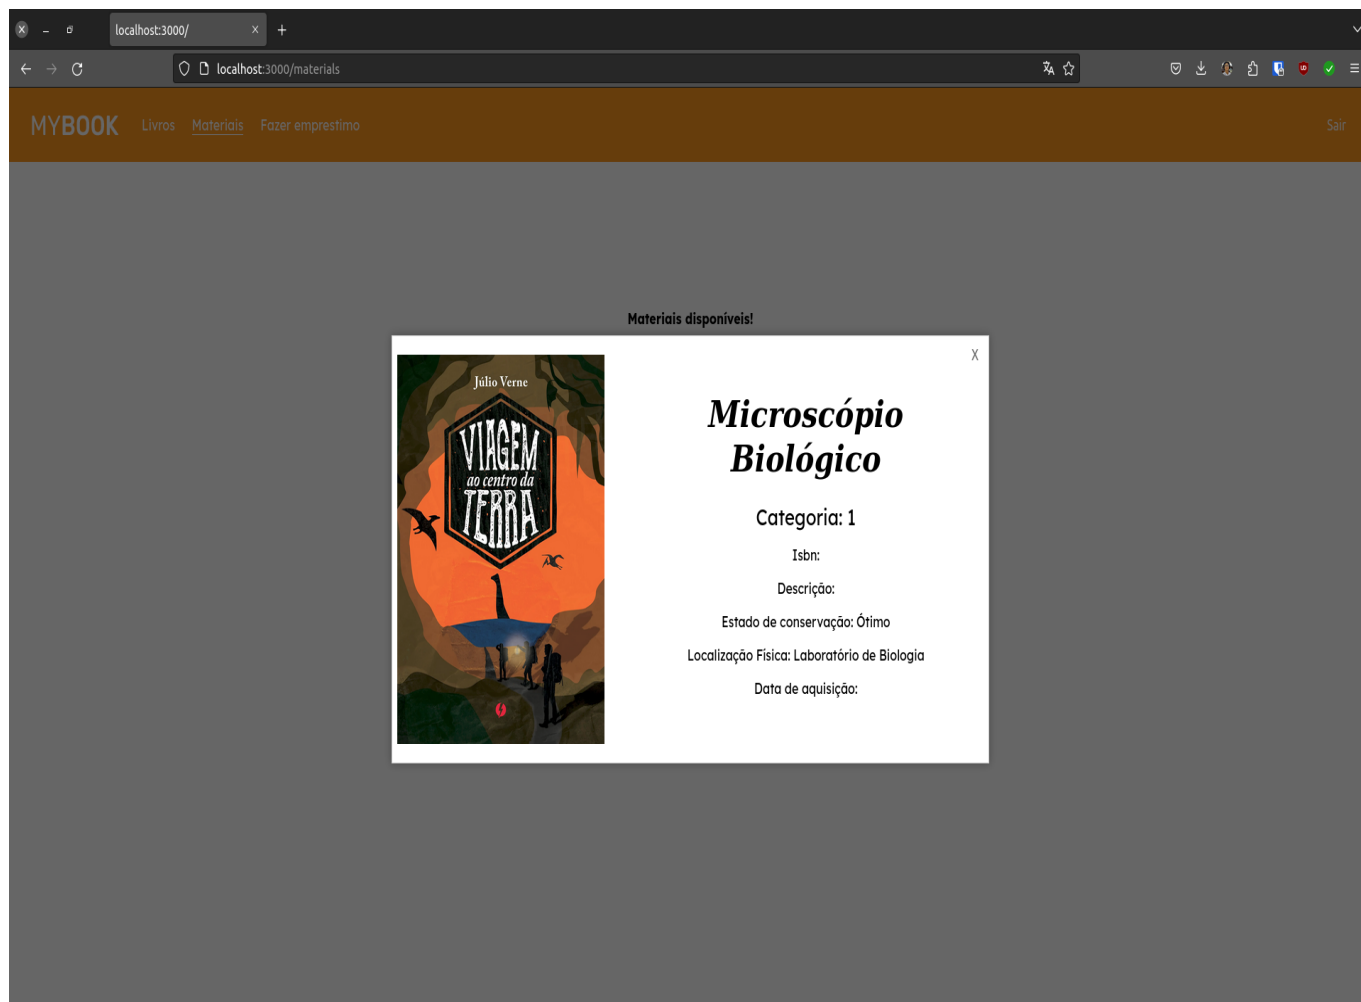 localhost:3000/
localhost:3000/materials
MYBOOK Livros Materiais Fazer emprestimo Sair
Materiais disponíveis!
X
Júlio Verne
VIAGEM
ao centro da
TERRA
Microscópio
Biológico
Categoria: 1
Isbn:
Descrição:
Estado de conservação: Ótimo
Localização Física: Laboratório de Biologia
Data de aquisição: